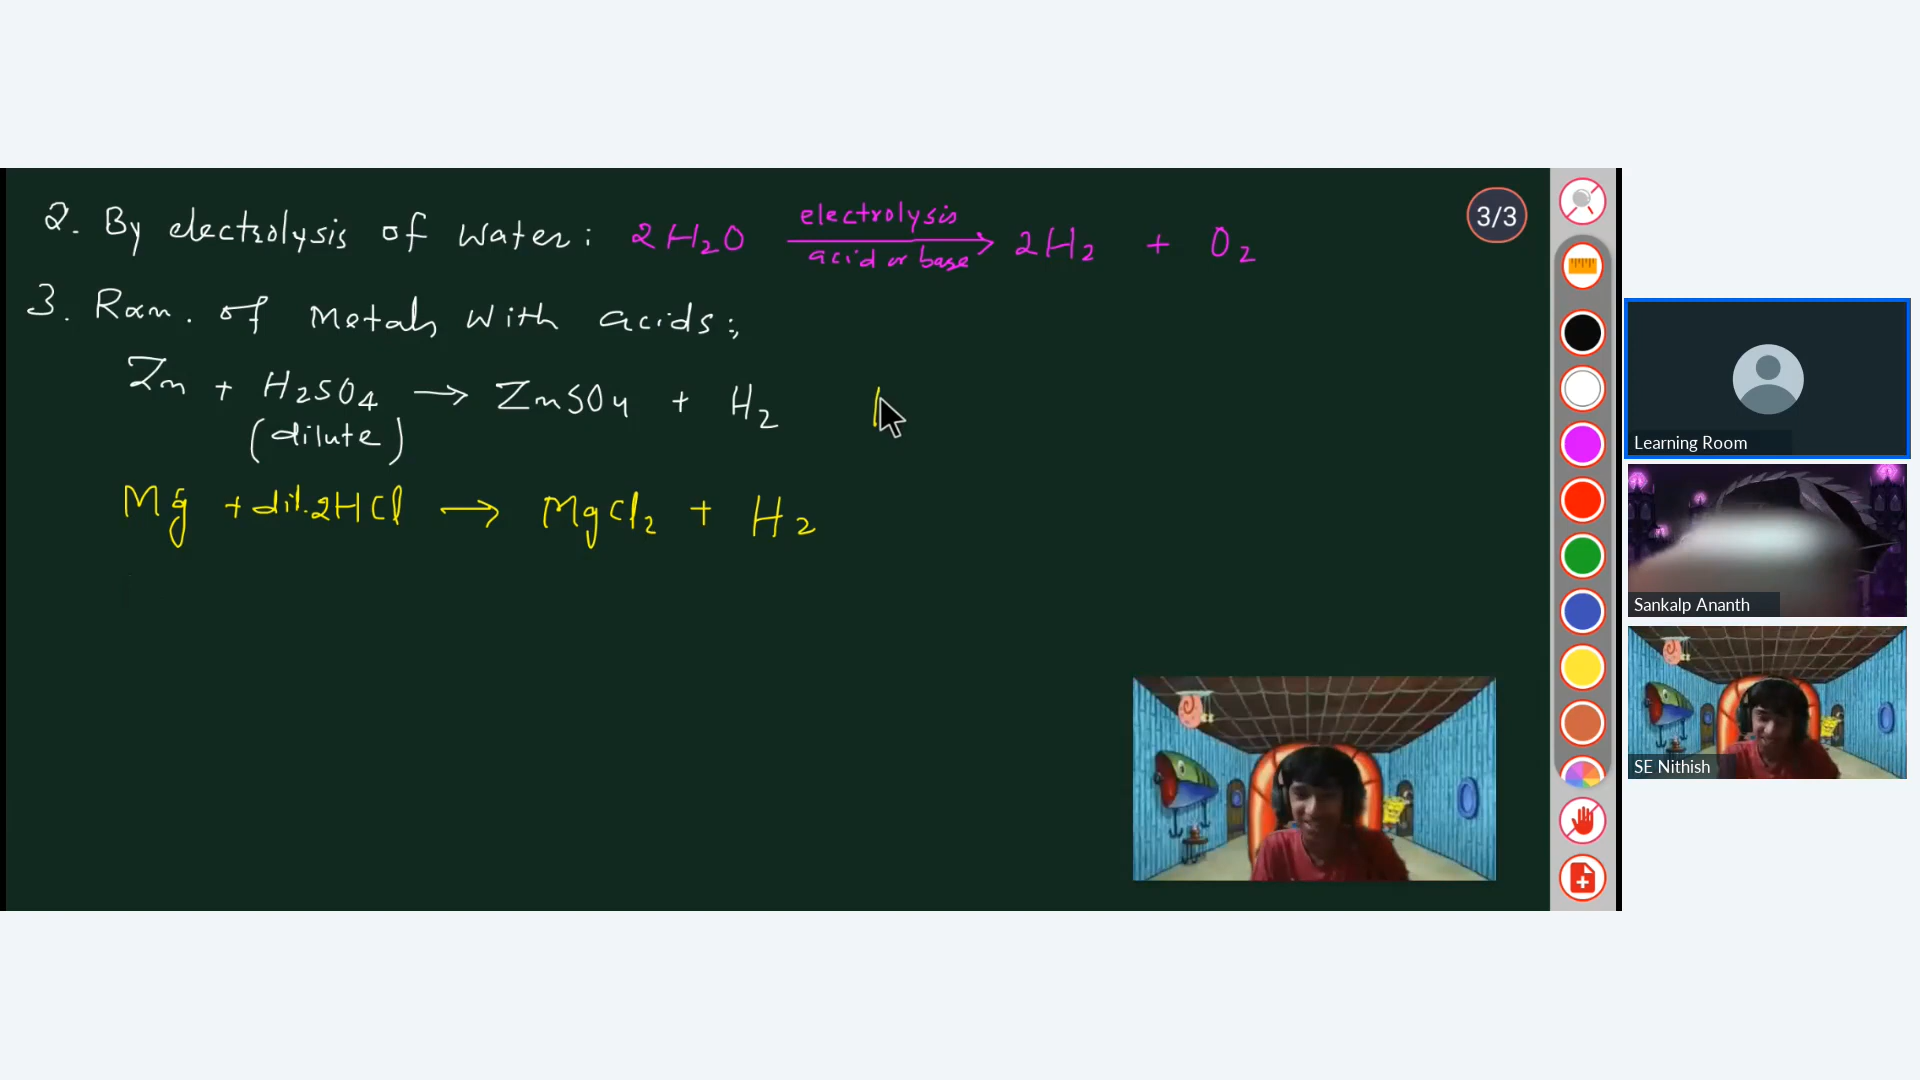 2. By electrolysis of water: 2H₂O electrolysis acid or base → 2H₂ + O₂
3/3
3. Rxn. of Metals with acids:
Zn + H₂SO₄ → ZnSO₄ + H₂
(dilute)
Mg + dil. 2HCl → MgCl₂ + H₂
Learning Room
Sankalp Ananth
SE Nithish